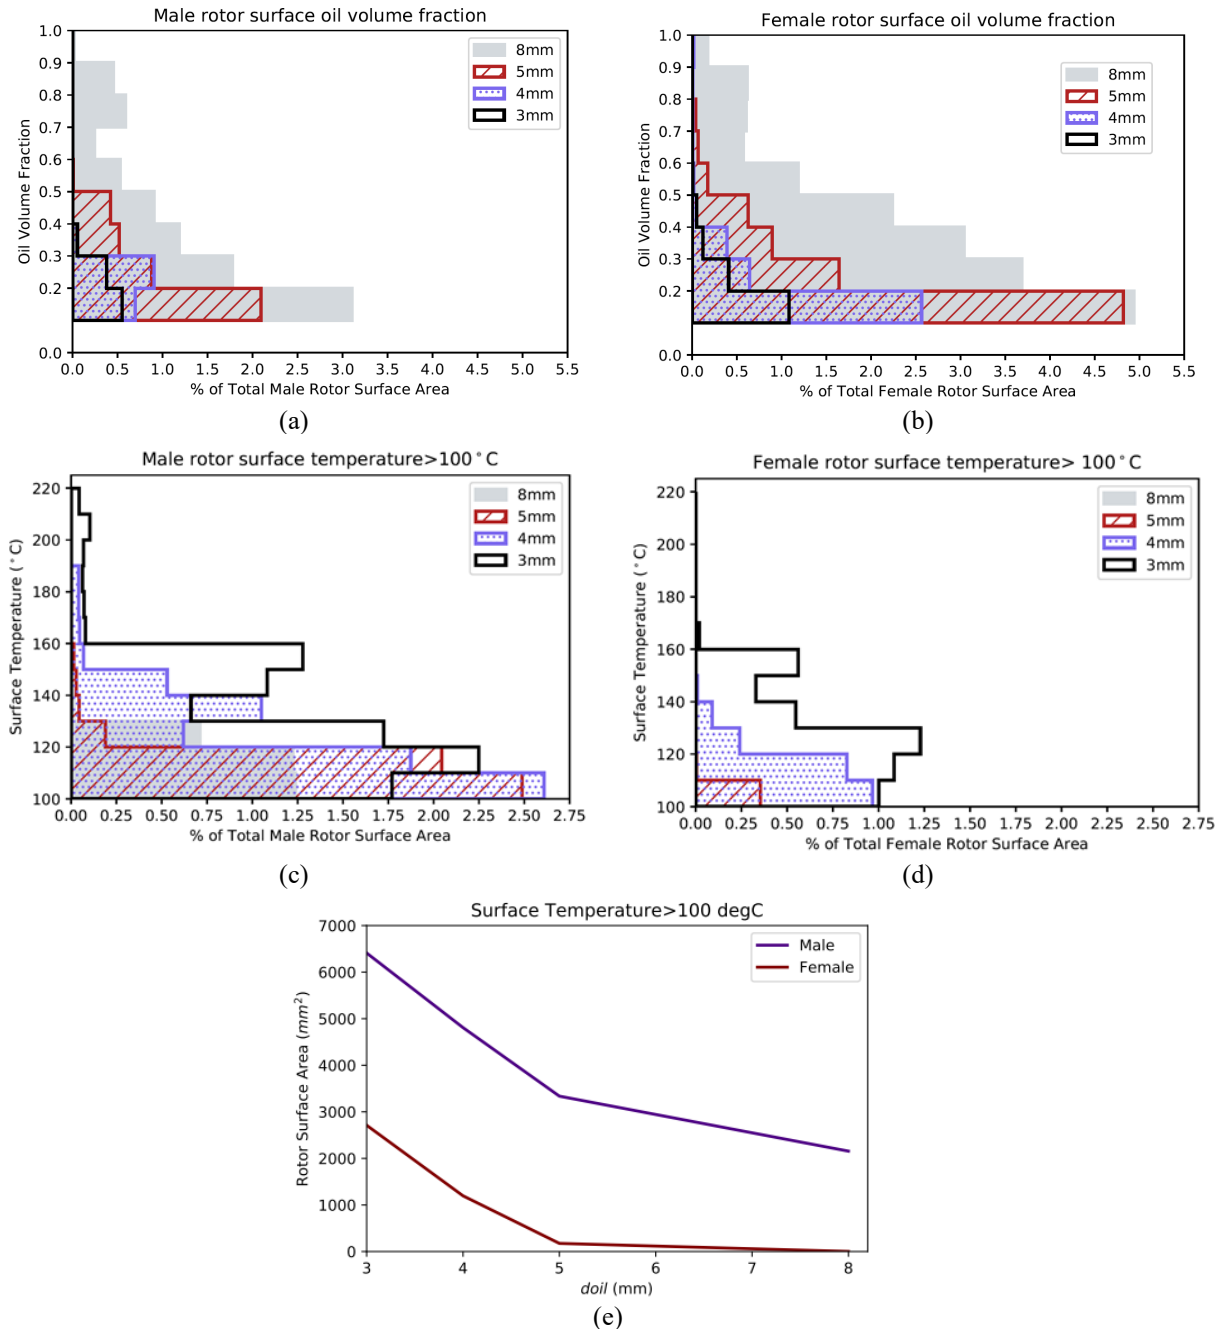 Male rotor surface oil volume fraction
1.0
0.9
0.8
0.7
0.6
0.5
0.4
0.3
0.2
0.0
Oil Volume Fraction
8mm
5mm
4mm
3mm
0.0 0.5 1.0 1.5 2.0 2.5 3.0 3.5 4.0 4.5 5.0 5.5
% of Total Male Rotor Surface Area
(a)
Female rotor surface oil volume fraction
1.0
0.9
0.8
0.7
0.6
0.5
0.4
0.3
0.2
0.0
Oil Volume Fraction
8mm
5mm
4mm
3mm
0.0 0.5 1.0 1.5 2.0 2.5 3.0 3.5 4.0 4.5 5.0 5.5
% of Total Female Rotor Surface Area
(b)
Male rotor surface temperature>100°C
220
200
180
160
140
120
100
Surface Temperature (°C)
8mm
5mm
4mm
3mm
0.00 0.25 0.50 0.75 1.00 1.25 1.50 1.75 2.00 2.25 2.50 2.75
% of Total Male Rotor Surface Area
(c)
Female rotor surface temperature> 100°C
220
200
180
160
140
120
100
Surface Temperature (°C)
8mm
5mm
4mm
3mm
0.00 0.25 0.50 0.75 1.00 1.25 1.50 1.75 2.00 2.25 2.50 2.75
% of Total Female Rotor Surface Area
(d)
Surface Temperature>100 degC
7000
6000
5000
4000
3000
2000
1000
0
Rotor Surface Area (mm²)
Male
Female
3 4 5 6 7 8
doil (mm)
(e)